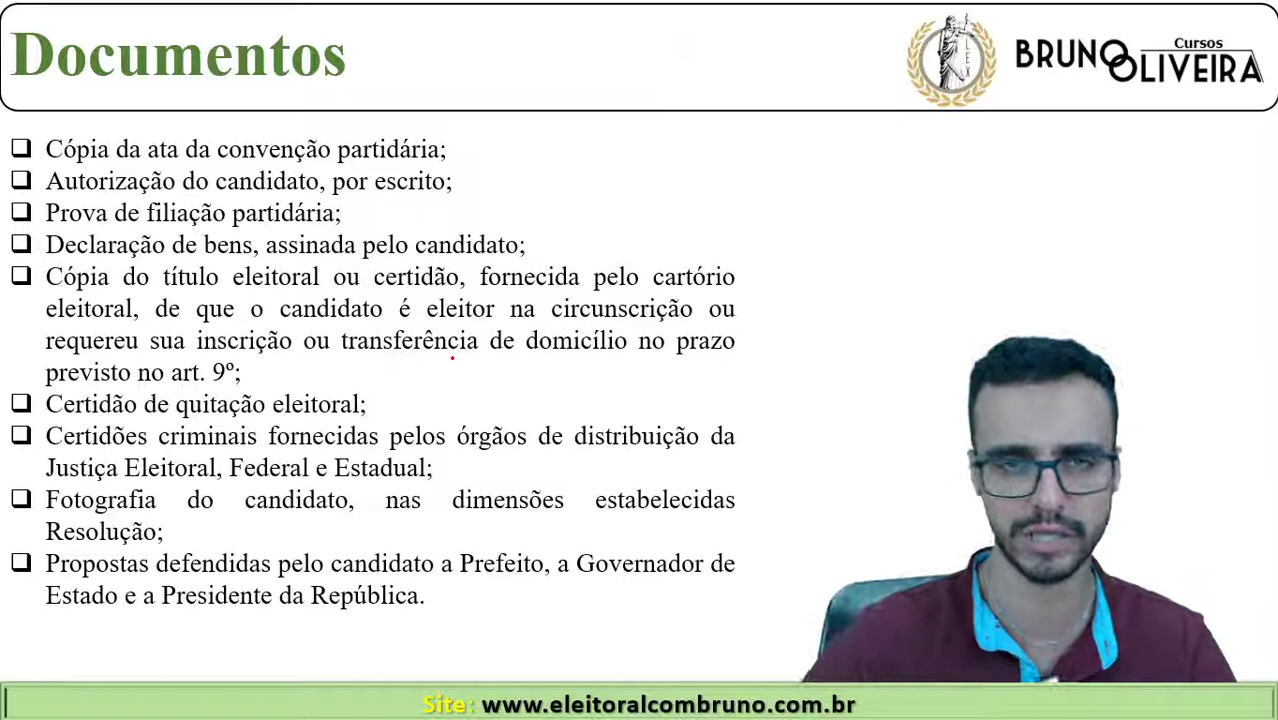 Documentos
Cursos
BRUNO
OLIVEIRA
LEX
Cópia da ata da convenção partidária;
Autorização do candidato, por escrito;
Prova de filiação partidária;
Declaração de bens, assinada pelo candidato;
Cópia do título eleitoral ou certidão, fornecida pelo cartório
eleitoral, de que o candidato é eleitor na circunscrição ou
requereu sua inscrição ou transferência de domicílio no prazo
previsto no art. 9º;
Certidão de quitação eleitoral;
Certidões criminais fornecidas pelos órgãos de distribuição da
Justiça Eleitoral, Federal e Estadual;
Fotografia do candidato, nas dimensões estabelecidas
Resolução;
Propostas defendidas pelo candidato a Prefeito, a Governador de
Estado e a Presidente da República.
Site: www.eleitoralcombruno.com.br